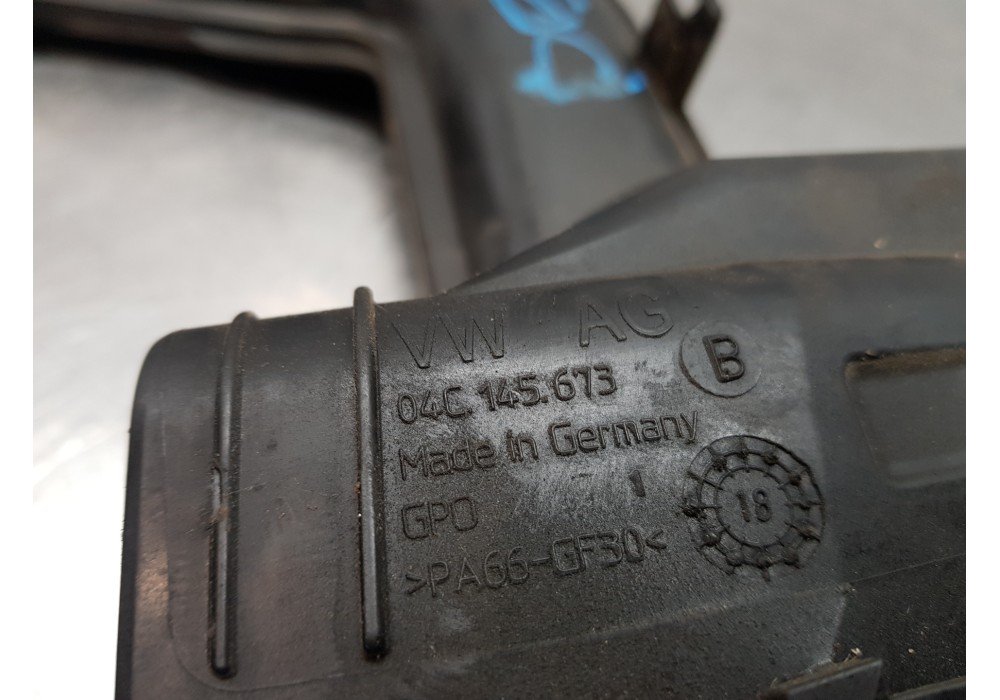 VW AG
04C.145.673 B
Made in Germany
1
GPO
18
>PA66-GF30<